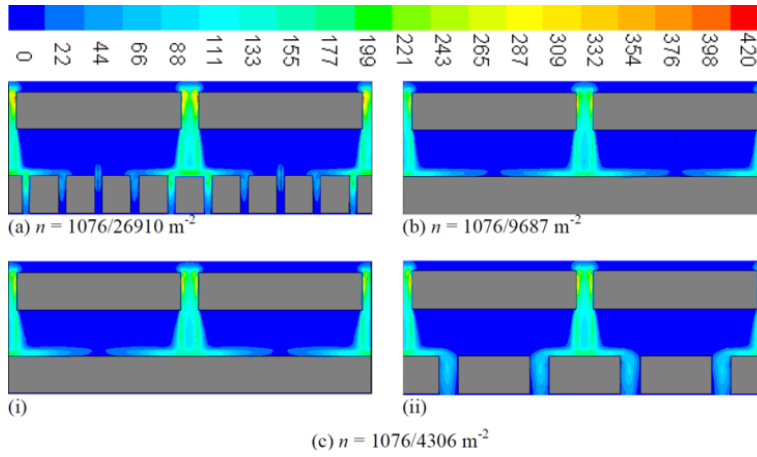 0 22 44 66 88 111 133 155 177 199 221 243 265 287 309 332 354 376 398 420
(a) n = 1076/26910 m⁻²
(b) n = 1076/9687 m⁻²
(i)
(ii)
(c) n = 1076/4306 m⁻²